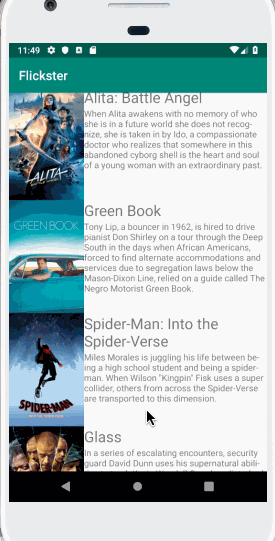 11:49
Flickster
Alita: Battle Angel
When Alita awakens with no memory of who
she is in a future world she does not recog-
nize, she is taken in by Ido, a compassionate
doctor who realizes that somewhere in this
abandoned cyborg shell is the heart and soul
of a young woman with an extraordinary past.
ALITA
Green Book
GREEN BOOK
Tony Lip, a bouncer in 1962, is hired to drive
pianist Don Shirley on a tour through the Deep
South in the days when African Americans,
forced to find alternate accommodations and
services due to segregation laws below the
Mason-Dixon Line, relied on a guide called The
Negro Motorist Green Book.
Spider-Man: Into the
Spider-Verse
Miles Morales is juggling his life between be-
ing a high school student and being a spider-
man. When Wilson "Kingpin" Fisk uses a super
collider, others from across the Spider-Verse
are transported to this dimension.
SPIDER-MAN
Glass
In a series of escalating encounters, security
guard David Dunn uses his supernatural abili-